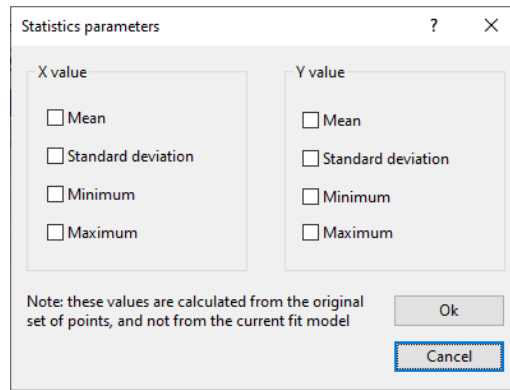 Statistics parameters
?
X value
Mean
Standard deviation
Minimum
Maximum
Y value
Mean
Standard deviation
Minimum
Maximum
Note: these values are calculated from the original
set of points, and not from the current fit model
Ok
Cancel